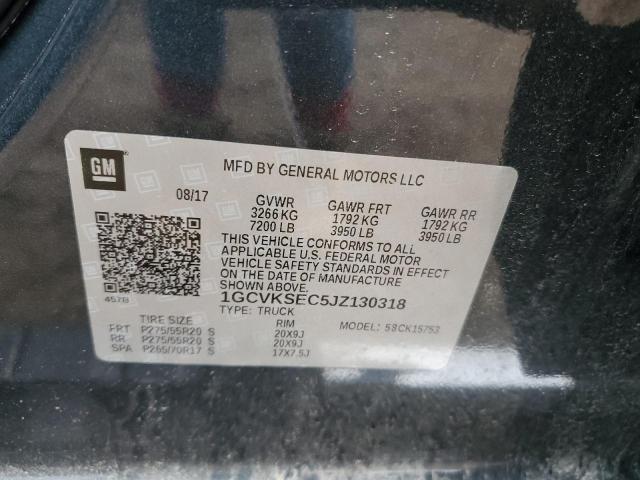 GM
MFD BY GENERAL MOTORS LLC
08/17 GVWR GAWR FRT GAWR RR
3266 KG 1792 KG 1792 KG
7200 LB 3950 LB 3950 LB
THIS VEHICLE CONFORMS TO ALL
APPLICABLE U.S. FEDERAL MOTOR
VEHICLE SAFETY STANDARDS IN EFFECT
ON THE DATE OF MANUFACTURE
SHOWN ABOVE.
457B 1GCVKSEC5JZ130318
TYPE: TRUCK MODEL: 58CK15753
TIRE SIZE RIM
FRT P275/55R20 S 20X9J
RR P275/55R20 S 20X9J
SPA P265/70R17 S 17X7.5J